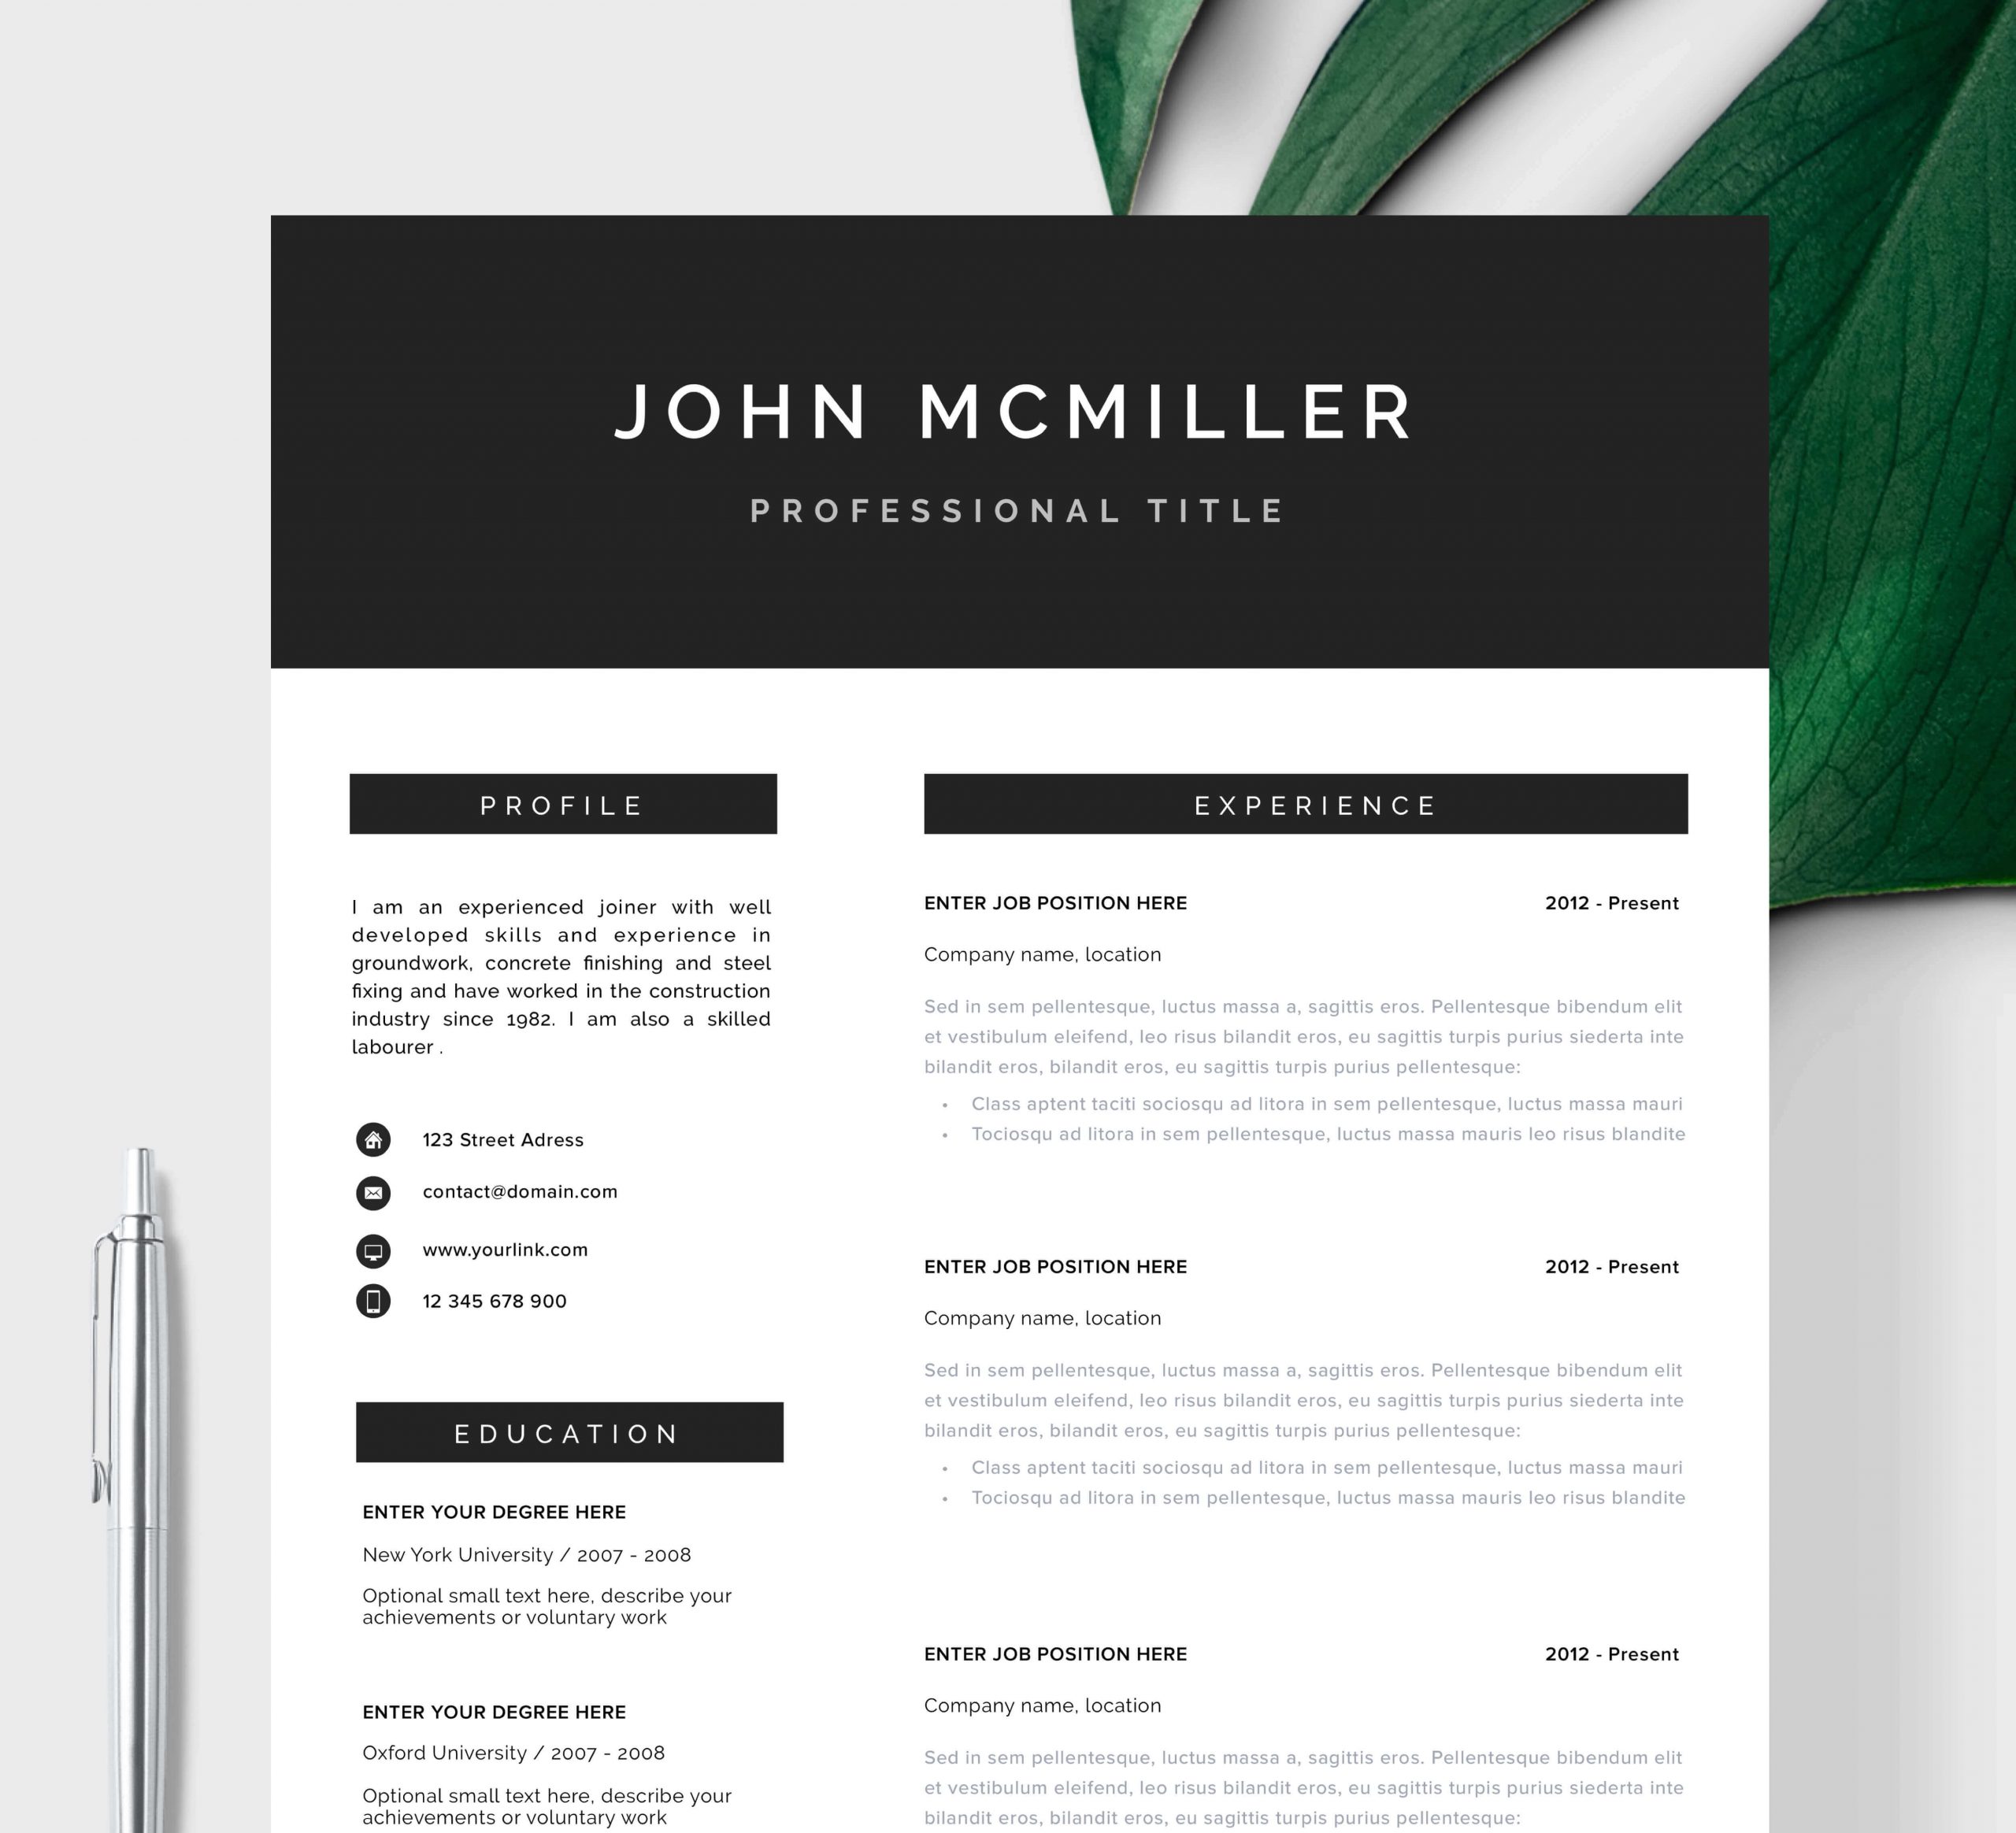 JOHN MCMILLER
PROFESSIONAL TITLE
PROFILE
I am an experienced joiner with well
developed skills and experience in
groundwork, concrete finishing and steel
fixing and have worked in the construction
industry since 1982. I am also a skilled
labourer .
123 Street Adress
contact@domain.com
www.yourlink.com
12 345 678 900
EDUCATION
ENTER YOUR DEGREE HERE
New York University / 2007 - 2008
Optional small text here, describe your
achievements or voluntary work
ENTER YOUR DEGREE HERE
Oxford University / 2007 - 2008
Optional small text here, describe your
achievements or voluntary work
EXPERIENCE
ENTER JOB POSITION HERE 2012 - Present
Company name, location
Sed in sem pellentesque, luctus massa a, sagittis eros. Pellentesque bibendum elit
et vestibulum eleifend, leo risus bilandit eros, eu sagittis turpis purius siederta inte
bilandit eros, bilandit eros, eu sagittis turpis purius pellentesque:
• Class aptent taciti sociosqu ad litora in sem pellentesque, luctus massa mauri
• Tociosqu ad litora in sem pellentesque, luctus massa mauris leo risus blandite
ENTER JOB POSITION HERE 2012 - Present
Company name, location
Sed in sem pellentesque, luctus massa a, sagittis eros. Pellentesque bibendum elit
et vestibulum eleifend, leo risus bilandit eros, eu sagittis turpis purius siederta inte
bilandit eros, bilandit eros, eu sagittis turpis purius pellentesque:
• Class aptent taciti sociosqu ad litora in sem pellentesque, luctus massa mauri
• Tociosqu ad litora in sem pellentesque, luctus massa mauris leo risus blandite
ENTER JOB POSITION HERE 2012 - Present
Company name, location
Sed in sem pellentesque, luctus massa a, sagittis eros. Pellentesque bibendum elit
et vestibulum eleifend, leo risus bilandit eros, eu sagittis turpis purius siederta inte
bilandit eros, bilandit eros, eu sagittis turpis purius pellentesque: